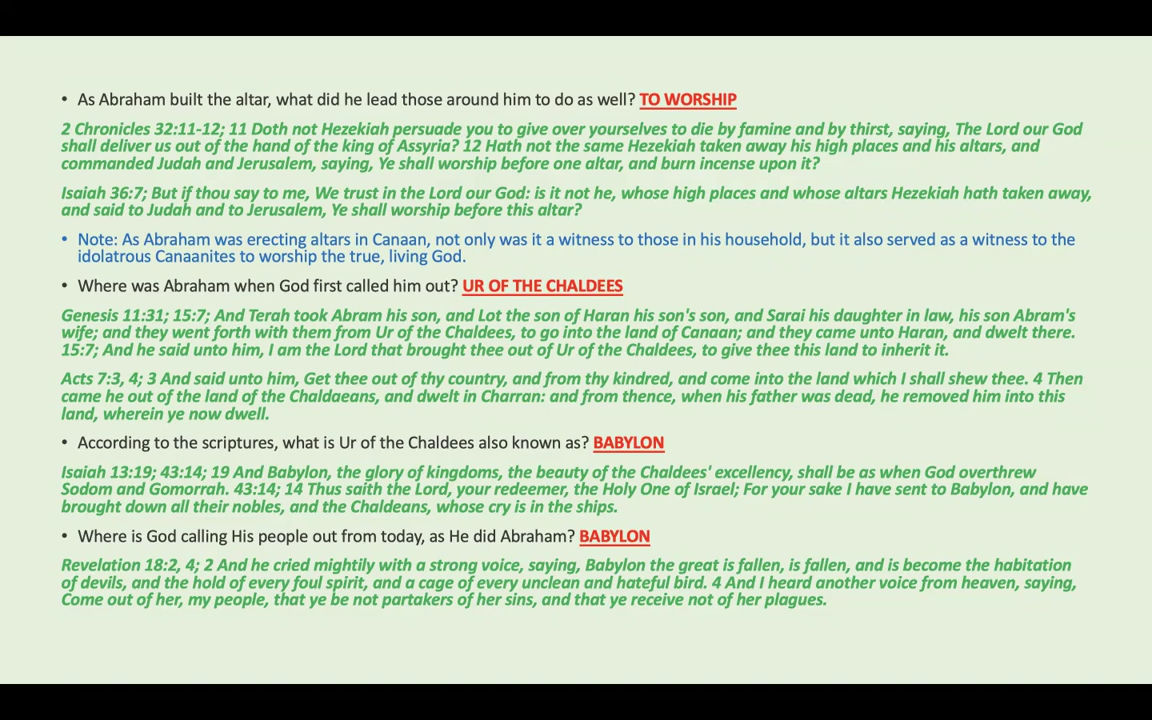 • As Abraham built the altar, what did he lead those around him to do as well? TO WORSHIP
2 Chronicles 32:11-12; 11 Doth not Hezekiah persuade you to give over yourselves to die by famine and by thirst, saying, The Lord our God
shall deliver us out of the hand of the king of Assyria? 12 Hath not the same Hezekiah taken away his high places and his altars, and
commanded Judah and Jerusalem, saying, Ye shall worship before one altar, and burn incense upon it?
Isaiah 36:7; But if thou say to me, We trust in the Lord our God: is it not he, whose high places and whose altars Hezekiah hath taken away,
and said to Judah and to Jerusalem, Ye shall worship before this altar?
• Note: As Abraham was erecting altars in Canaan, not only was it a witness to those in his household, but it also served as a witness to the
idolatrous Canaanites to worship the true, living God.
• Where was Abraham when God first called him out? UR OF THE CHALDEES
Genesis 11:31; 15:7; And Terah took Abram his son, and Lot the son of Haran his son's son, and Sarai his daughter in law, his son Abram's
wife; and they went forth with them from Ur of the Chaldees, to go into the land of Canaan; and they came unto Haran, and dwelt there.
15:7; And he said unto him, I am the Lord that brought thee out of Ur of the Chaldees, to give thee this land to inherit it.
Acts 7:3, 4; 3 And said unto him, Get thee out of thy country, and from thy kindred, and come into the land which I shall shew thee. 4 Then
came he out of the land of the Chaldaeans, and dwelt in Charran: and from thence, when his father was dead, he removed him into this
land, wherein ye now dwell.
• According to the scriptures, what is Ur of the Chaldees also known as? BABYLON
Isaiah 13:19; 43:14; 19 And Babylon, the glory of kingdoms, the beauty of the Chaldees' excellency, shall be as when God overthrew
Sodom and Gomorrah. 43:14; 14 Thus saith the Lord, your redeemer, the Holy One of Israel; For your sake I have sent to Babylon, and have
brought down all their nobles, and the Chaldeans, whose cry is in the ships.
• Where is God calling His people out from today, as He did Abraham? BABYLON
Revelation 18:2, 4; 2 And he cried mightily with a strong voice, saying, Babylon the great is fallen, is fallen, and is become the habitation
of devils, and the hold of every foul spirit, and a cage of every unclean and hateful bird. 4 And I heard another voice from heaven, saying,
Come out of her, my people, that ye be not partakers of her sins, and that ye receive not of her plagues.